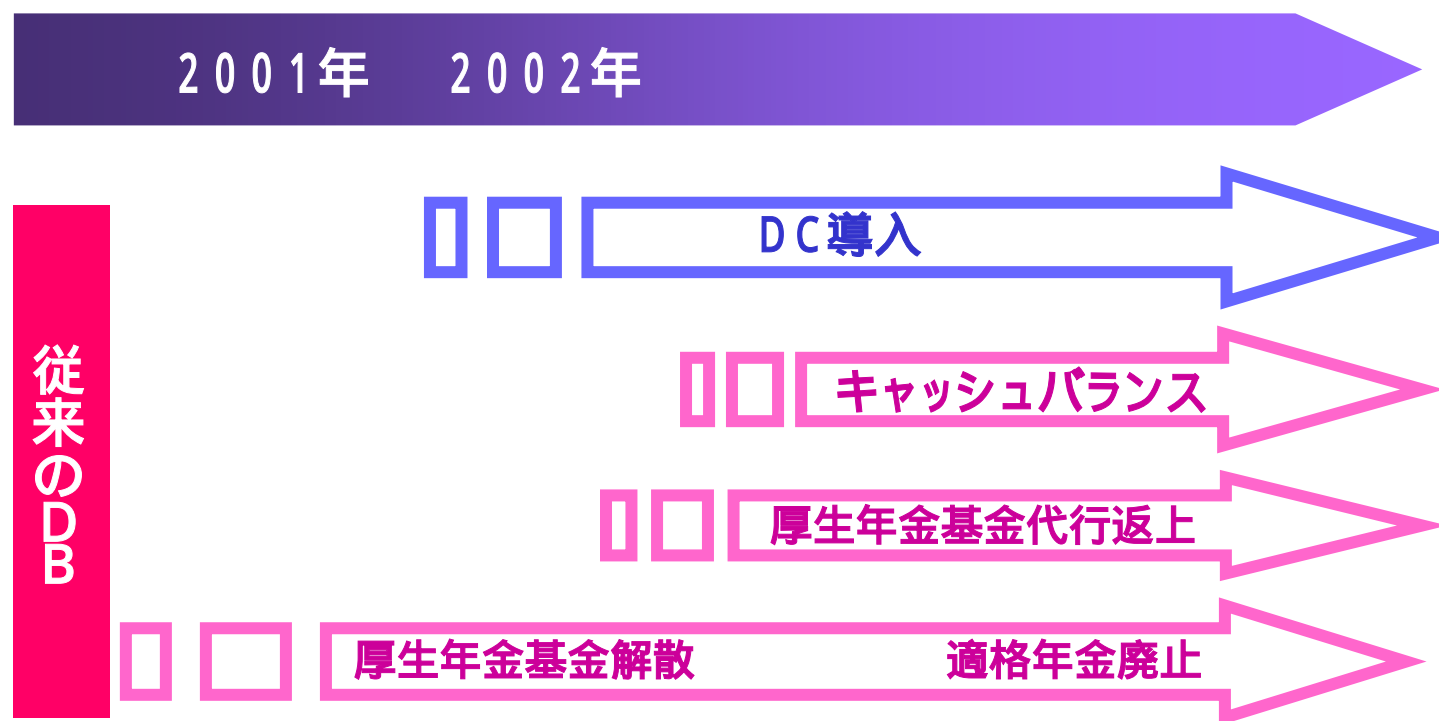 ２００１年　２００２年
ＤＣ導入
キャッシュバランス
従来のDB
厚生年金基金代行返上
厚生年金基金解散　適格年金廃止